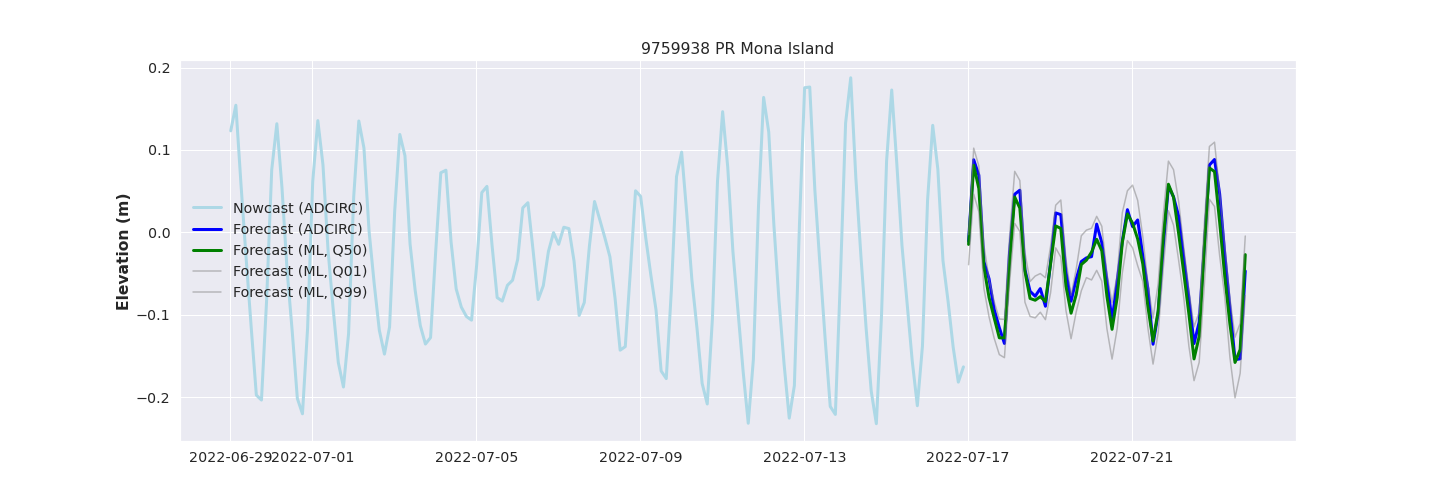 9759938 PR Mona Island
0.2
0.1
0.0
−0.1
−0.2
Elevation (m)
Nowcast (ADCIRC)
Forecast (ADCIRC)
Forecast (ML, Q50)
Forecast (ML, Q01)
Forecast (ML, Q99)
2022-06-29 2022-07-01 2022-07-05 2022-07-09 2022-07-13 2022-07-17 2022-07-21